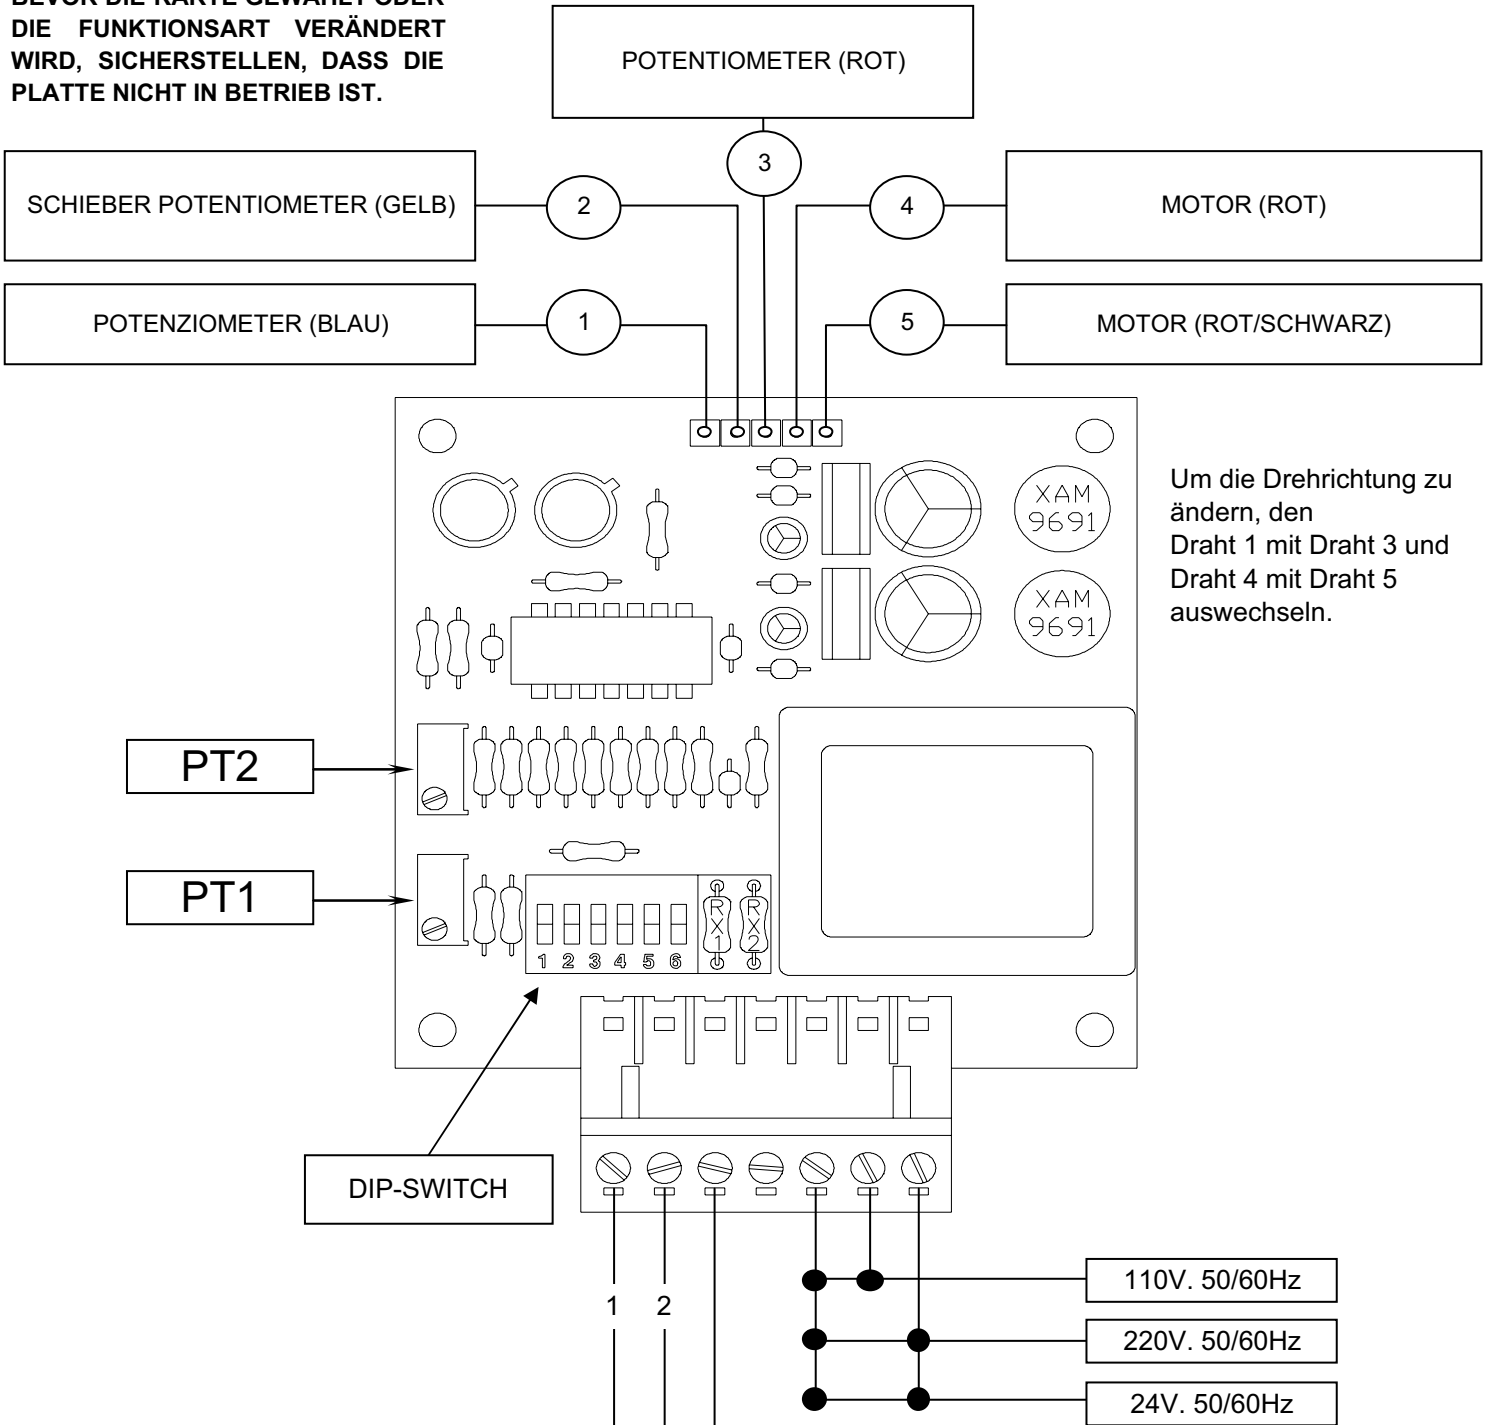 BEVOR DIE KARTE GEWÄHLT ODER
DIE FUNKTIONSART VERÄNDERT
WIRD, SICHERSTELLEN, DASS DIE
PLATTE NICHT IN BETRIEB IST.
POTENTIOMETER (ROT)
3
SCHIEBER POTENTIOMETER (GELB)
2
4
MOTOR (ROT)
POTENZIOMETER (BLAU)
1
5
MOTOR (ROT/SCHWARZ)
XAM
9691
Um die Drehrichtung zu
ändern, den
Draht 1 mit Draht 3 und
Draht 4 mit Draht 5
auswechseln.
XAM
9691
PT2
PT1
RX1
RX2
1 2 3 4 5 6
DIP-SWITCH
1 2
110V. 50/60Hz
220V. 50/60Hz
24V. 50/60Hz